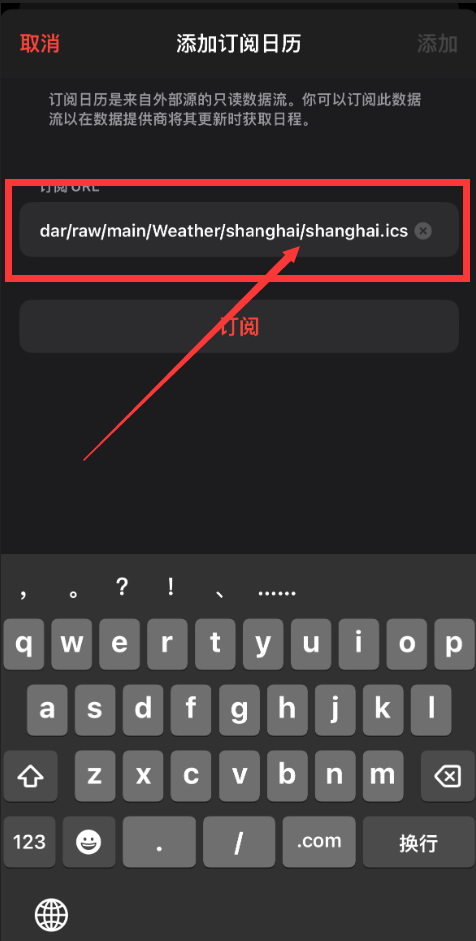 取消 添加订阅日历 添加
订阅日历是来自外部源的只读数据流。你可以订阅此数据
流以在数据提供商将其更新时获取日程。
订阅 URL
dar/raw/main/Weather/shanghai/shanghai.ics
订阅
， 。 ？ ！ 、 ……
q w e r t y u i o p
a s d f g h j k l
z x c v b n m
123 . / .com 换行